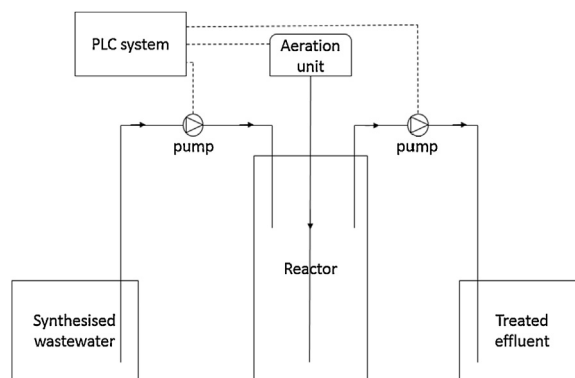 PLC system
Aeration
unit
pump
pump
Reactor
Synthesised
wastewater
Treated
effluent